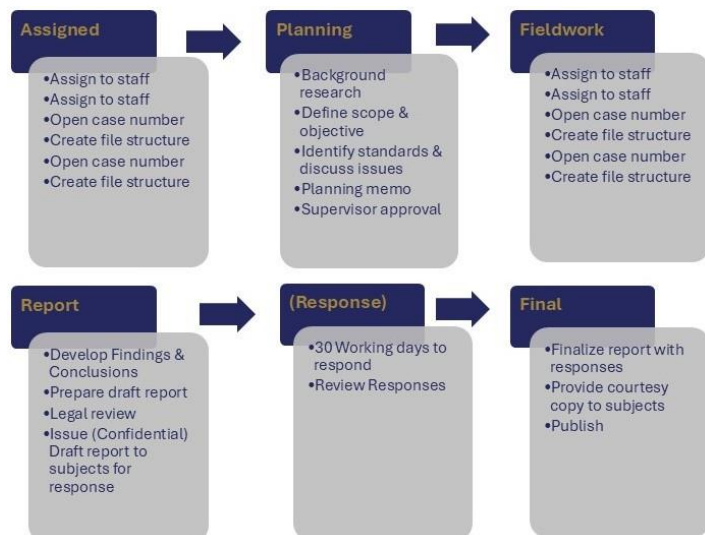 Assigned
•Assign to staff
•Assign to staff
•Open case number
•Create file structure
•Open case number
•Create file structure
Planning
•Background
research
•Define scope &
objective
•Identify standards &
discuss issues
•Planning memo
•Supervisor approval
Fieldwork
•Assign to staff
•Assign to staff
•Open case number
•Create file structure
•Open case number
•Create file structure
Report
•Develop Findings &
Conclusions
•Prepare draft report
•Legal review
•Issue (Confidential)
Draft report to
subjects for
response
(Response)
•30 Working days to
respond
•Review Responses
Final
•Finalize report with
responses
•Provide courtesy
copy to subjects
•Publish